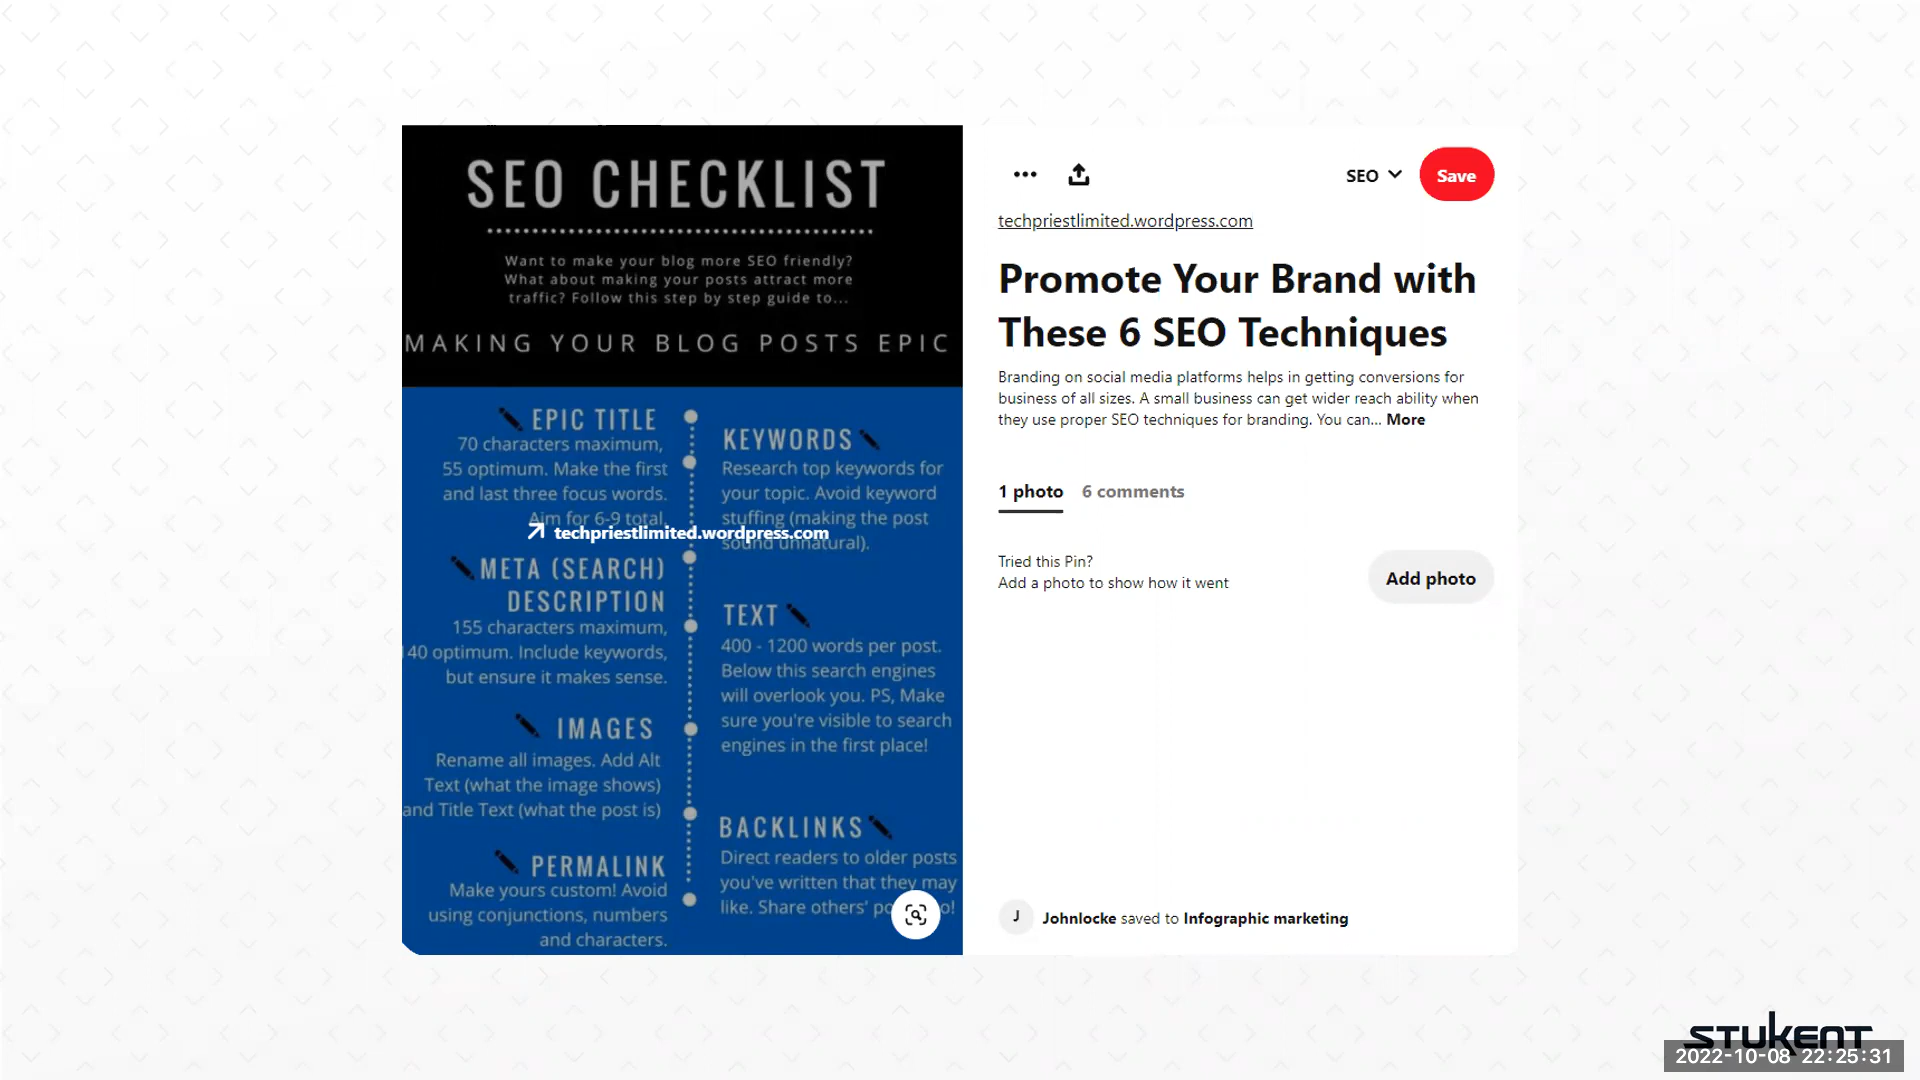 SEO CHECKLIST
Want to make your blog more SEO friendly?
What about making your posts attract more
traffic? Follow this step by step guide to...
MAKING YOUR BLOG POSTS EPIC
EPIC TITLE
70 characters maximum,
55 optimum. Make the first
and last three focus words.
Aim for 6-9 total.
KEYWORDS
Research top keywords for
your topic. Avoid keyword
stuffing (making the post
sound unnatural).
techpriestlimited.wordpress.com
META (SEARCH)
DESCRIPTION
155 characters maximum,
140 optimum. Include keywords,
but ensure it makes sense.
TEXT
400 - 1200 words per post.
Below this search engines
will overlook you. PS, Make
sure you're visible to search
engines in the first place!
IMAGES
Rename all images. Add Alt
Text (what the image shows)
and Title Text (what the post is)
BACKLINKS
Direct readers to older posts
you've written that they may
like. Share others'
PERMALINK
Make yours custom! Avoid
using conjunctions, numbers
and characters.
SEO
Save
techpriestlimited.wordpress.com
Promote Your Brand with
These 6 SEO Techniques
Branding on social media platforms helps in getting conversions for
business of all sizes. A small business can get wider reach ability when
they use proper SEO techniques for branding. You can... More
1 photo 6 comments
Tried this Pin?
Add a photo to show how it went
Add photo
J
Johnlocke saved to Infographic marketing
STUKENT
2022-10-08 22:25:31